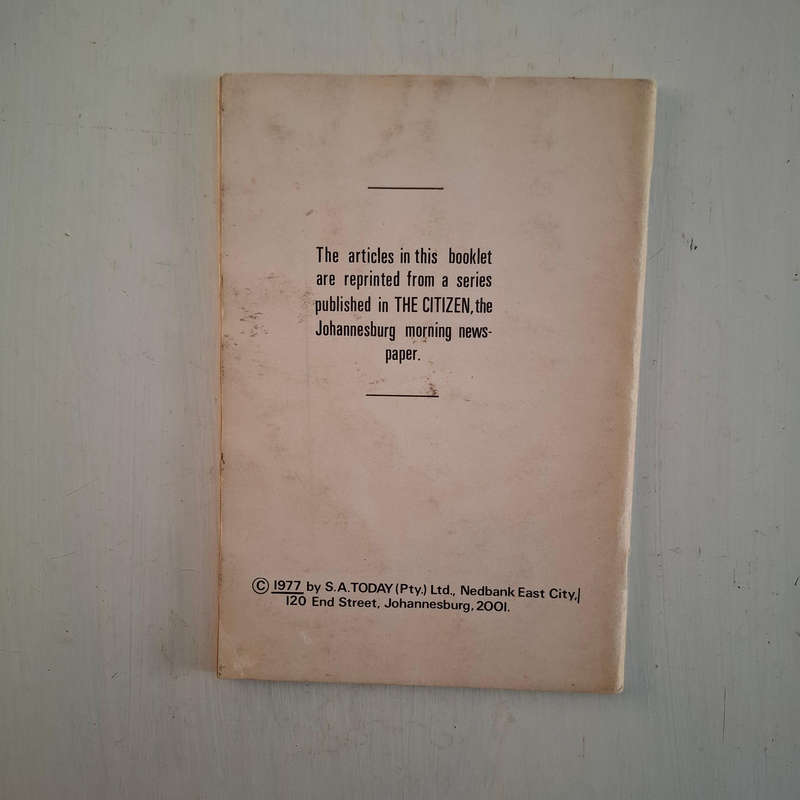 The articles in this booklet
are reprinted from a series
published in THE CITIZEN, the
Johannesburg morning news-
paper.
© 1977 by S.A.TODAY (Pty.) Ltd., Nedbank East City,
120 End Street, Johannesburg, 2001.